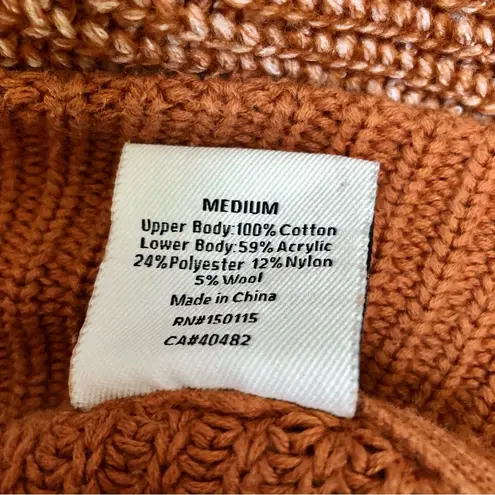 MEDIUM
Upper Body:100% Cotton
Lower Body:59% Acrylic
24%Polyester 12%Nylon
5% Wool
Made in China
RN#150115
CA#40482